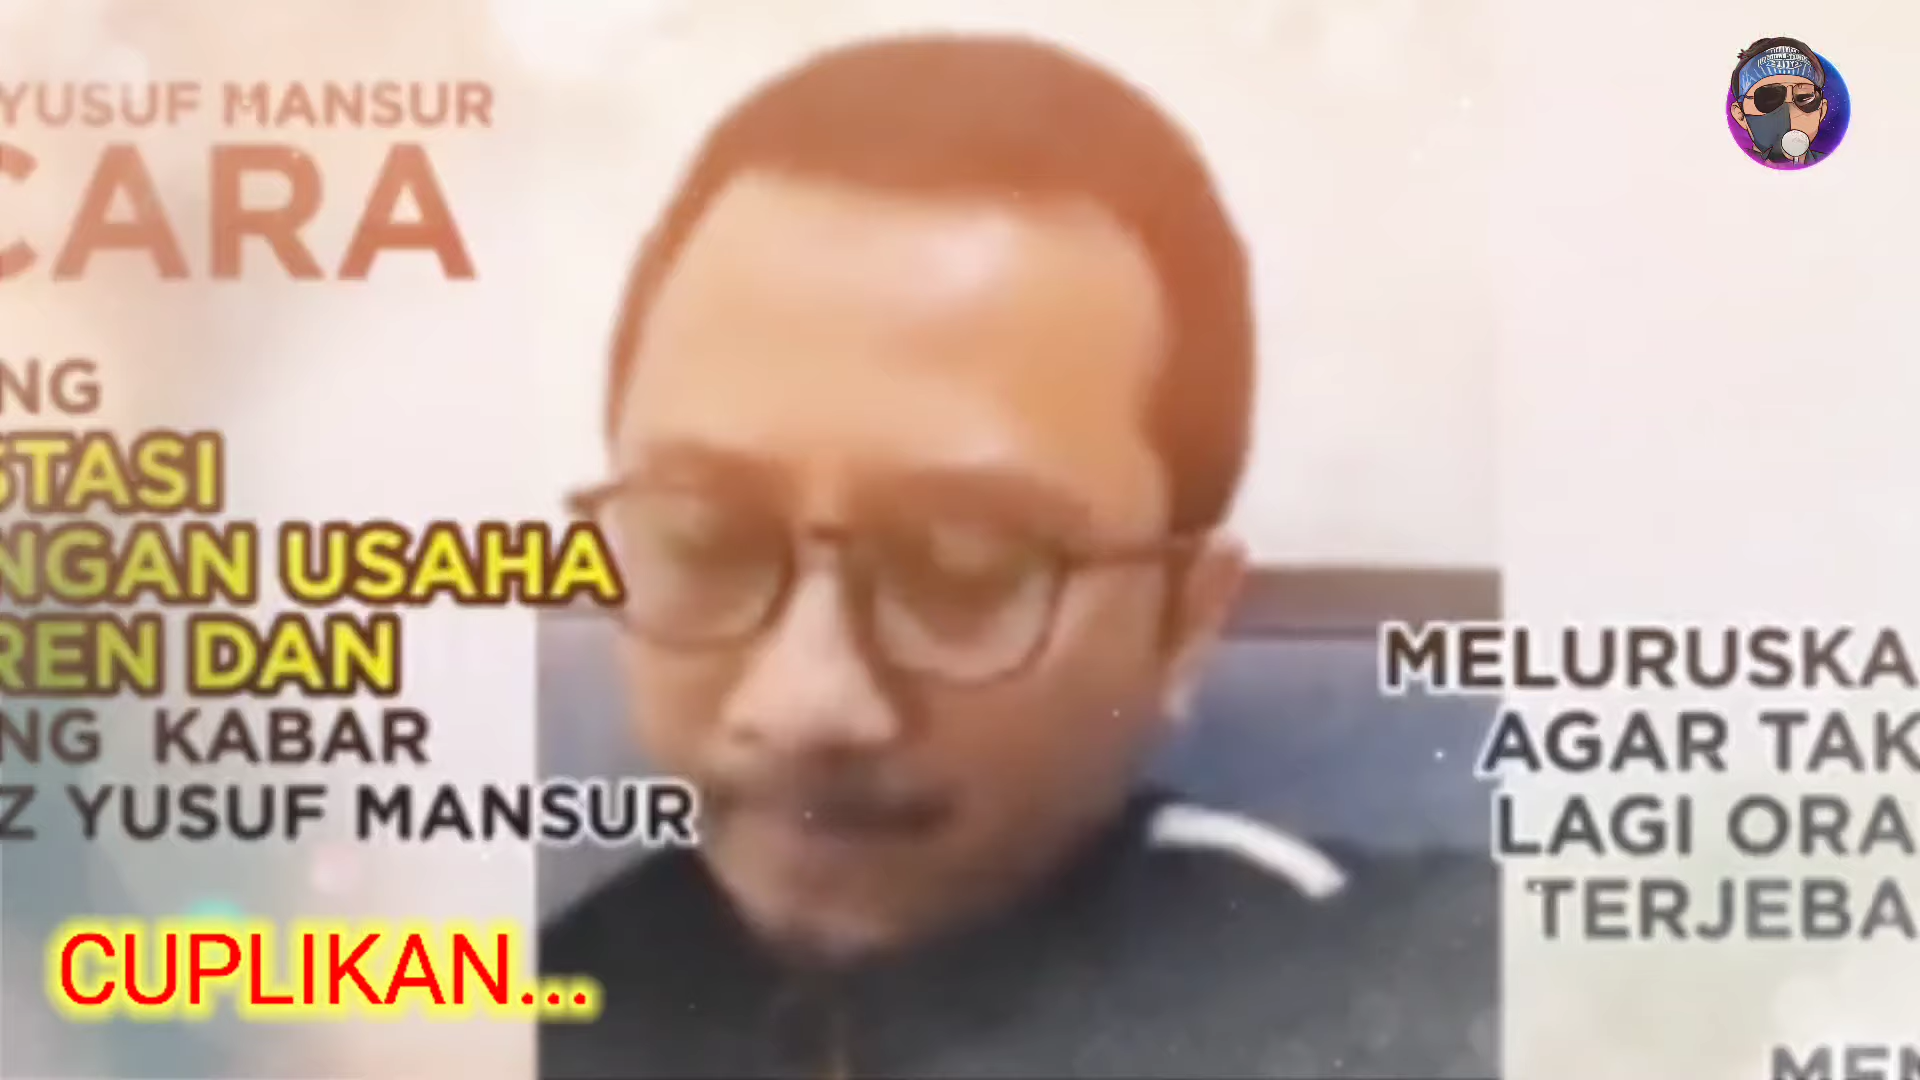 YUSUF MANSUR
CARA
NG
STASI
NGAN USAHA
REN DAN
NG KABAR
Z YUSUF MANSUR
CUPLIKAN...
MELURUSKA
AGAR TAK
LAGI ORA
TERJEBA
MEN